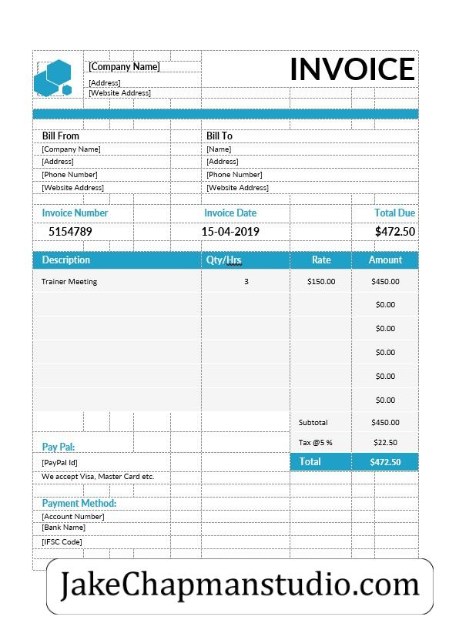 [Company Name]
INVOICE
[Address]
[Website Address]
Bill From Bill To
[Company Name] [Name]
[Address] [Address]
[Phone Number] [Phone Number]
[Website Address] [Website Address]
Invoice Number Invoice Date Total Due
5154789 15-04-2019 $472.50
Description Qty/Hrs Rate Amount
Trainer Meeting 3 $150.00 $450.00
$0.00
$0.00
$0.00
$0.00
$0.00
Subtotal $450.00
Tax @5 % $22.50
Pay Pal:
[PayPal Id] Total $472.50
We accept Visa, Master Card etc.
Payment Method:
[Account Number]
[Bank Name]
[IFSC Code]
JakeChapmanstudio.com